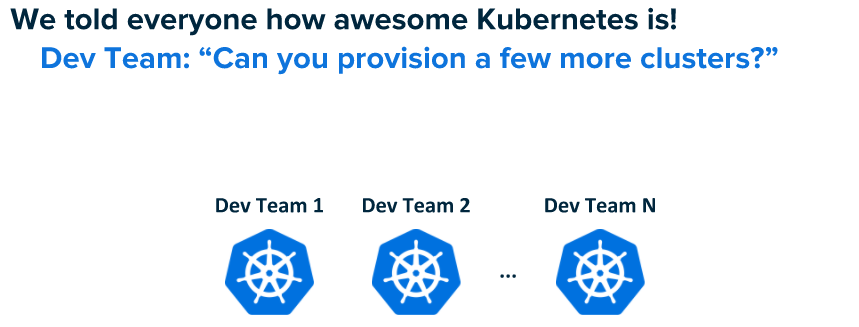 We told everyone how awesome Kubernetes is!
Dev Team: “Can you provision a few more clusters?”
Dev Team 1 Dev Team 2 Dev Team N
...